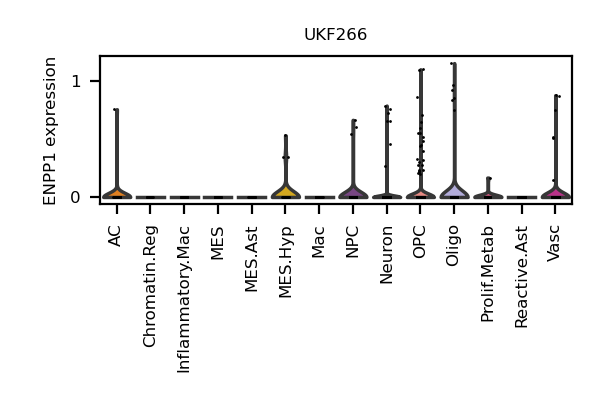 UKF266
ENPP1 expression
1
0
AC
Chromatin.Reg
Inflammatory.Mac
MES
MES.Ast
MES.Hyp
Mac
NPC
Neuron
OPC
Oligo
Prolif.Metab
Reactive.Ast
Vasc